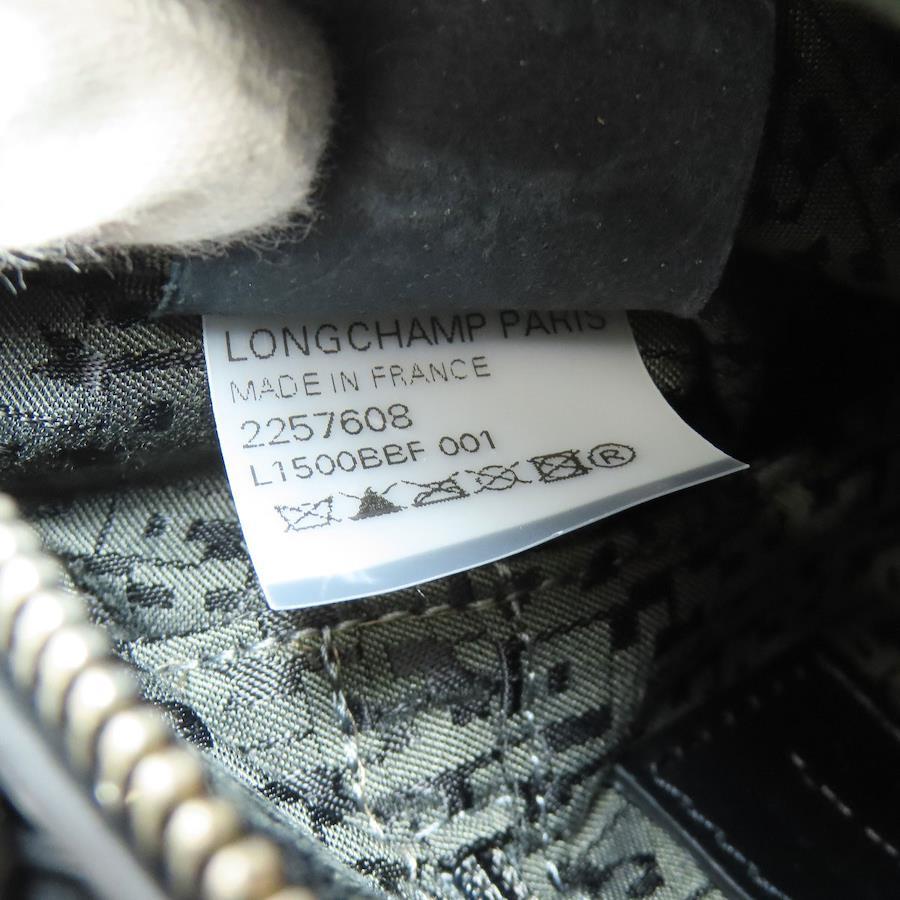 LONGCHAMP PARIS
MADE IN FRANCE
2257608
L1500BBF 001
®